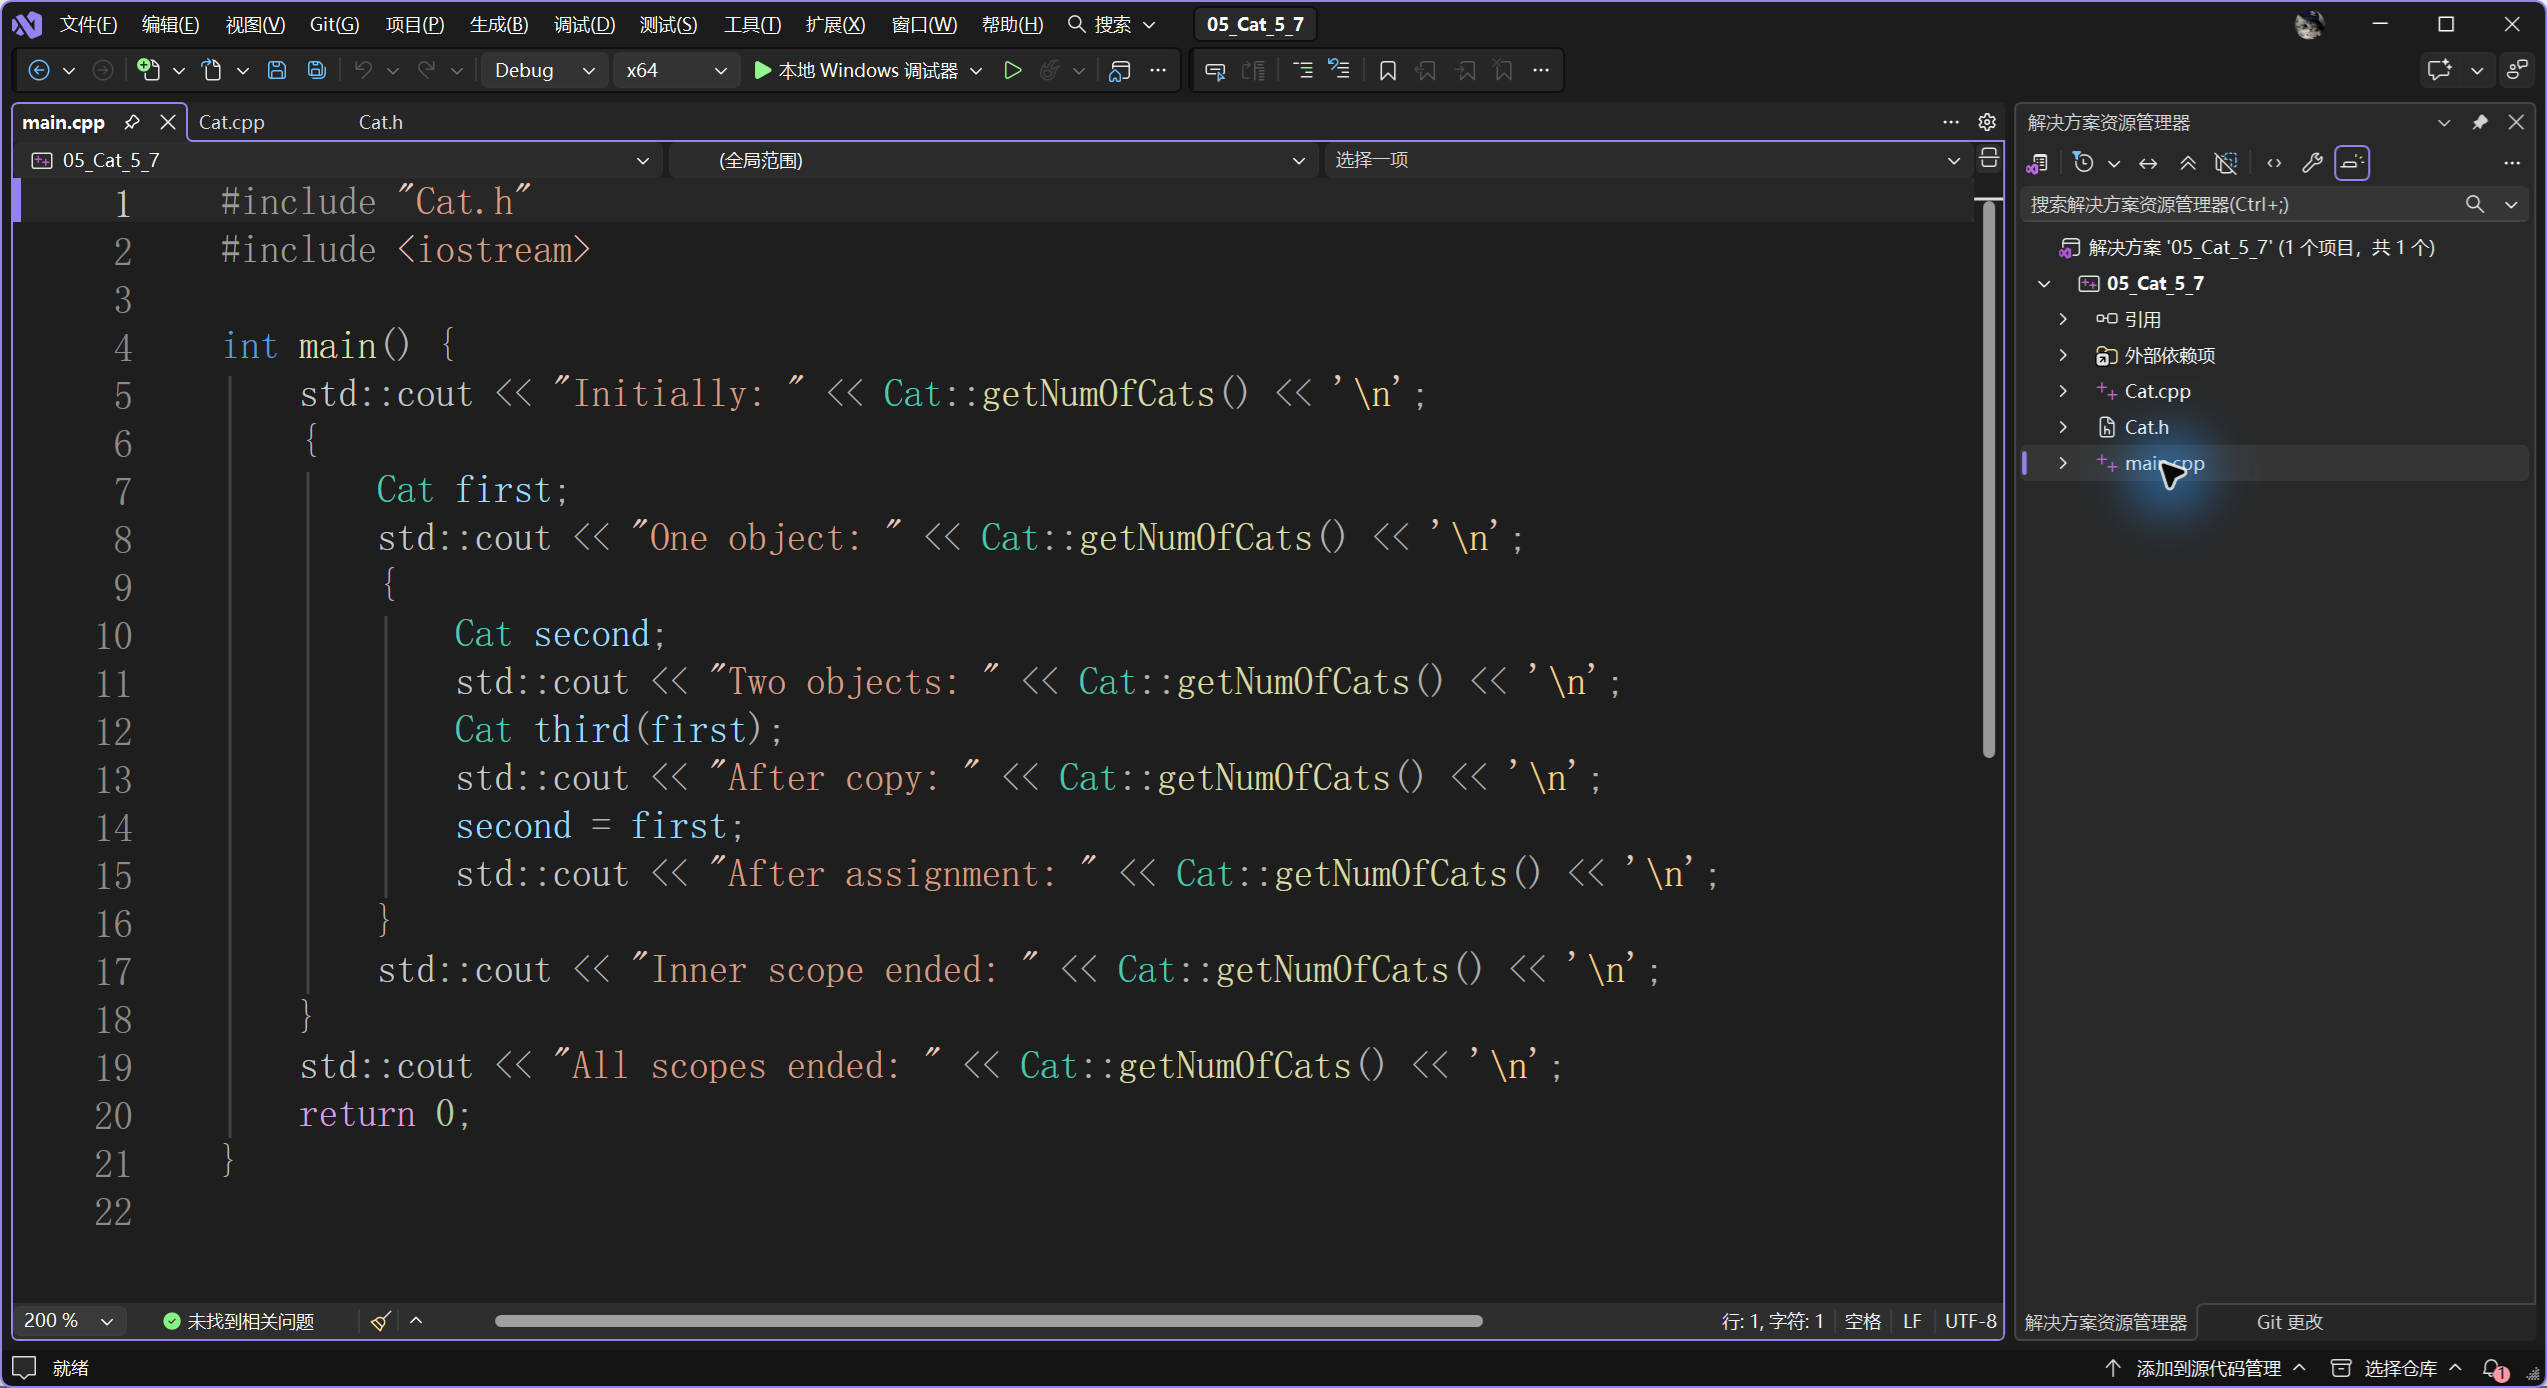 文件(F) 编辑(E) 视图(V) Git(G) 项目(P) 生成(B) 调试(D) 测试(S) 工具(T) 扩展(X) 窗口(W) 帮助(H) 搜索 05_Cat_5_7
Debug x64 本地 Windows 调试器
main.cpp Cat.cpp Cat.h
05_Cat_5_7 (全局范围) 选择一项
1 #include "Cat.h"
2 #include <iostream>
3
4 int main() {
5 std::cout << "Initially: " << Cat::getNumOfCats() << '\n';
6 {
7 Cat first;
8 std::cout << "One object: " << Cat::getNumOfCats() << '\n';
9 {
10 Cat second;
11 std::cout << "Two objects: " << Cat::getNumOfCats() << '\n';
12 Cat third(first);
13 std::cout << "After copy: " << Cat::getNumOfCats() << '\n';
14 second = first;
15 std::cout << "After assignment: " << Cat::getNumOfCats() << '\n';
16 }
17 std::cout << "Inner scope ended: " << Cat::getNumOfCats() << '\n';
18 }
19 std::cout << "All scopes ended: " << Cat::getNumOfCats() << '\n';
20 return 0;
21 }
22
200 % 未找到相关问题 行: 1, 字符: 1 空格 LF UTF-8
解决方案资源管理器
搜索解决方案资源管理器(Ctrl+;)
解决方案 '05_Cat_5_7' (1 个项目，共 1 个)
05_Cat_5_7
引用
外部依赖项
Cat.cpp
Cat.h
main.cpp
解决方案资源管理器 Git 更改
就绪 添加到源代码管理 选择仓库 1